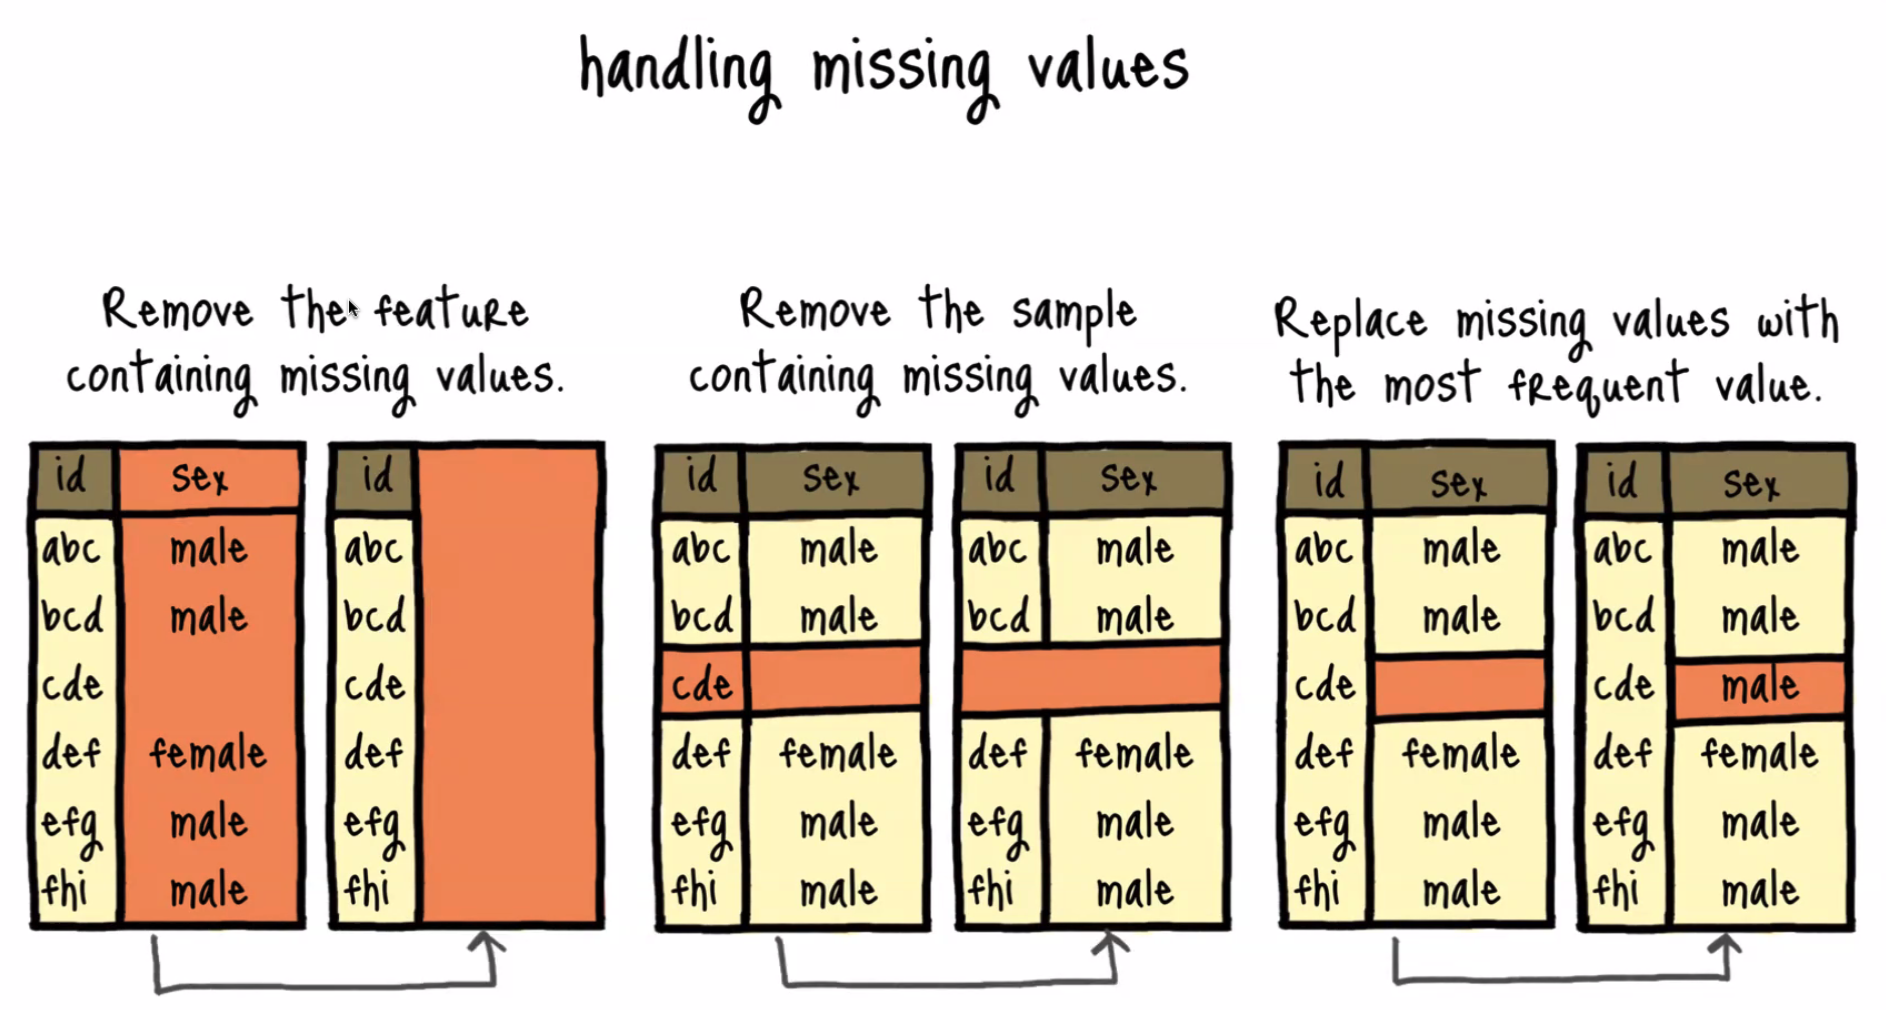 handling missing values
Remove the feature
containing missing values.
id sex
abc male
bcd male
cde
def female
efg male
fhi male
id
abc
bcd
cde
def
efg
fhi
Remove the sample
containing missing values.
id sex
abc male
bcd male
cde
def female
efg male
fhi male
id sex
abc male
bcd male
def female
efg male
fhi male
Replace missing values with
the most frequent value.
id sex
abc male
bcd male
cde
def female
efg male
fhi male
id sex
abc male
bcd male
cde male
def female
efg male
fhi male